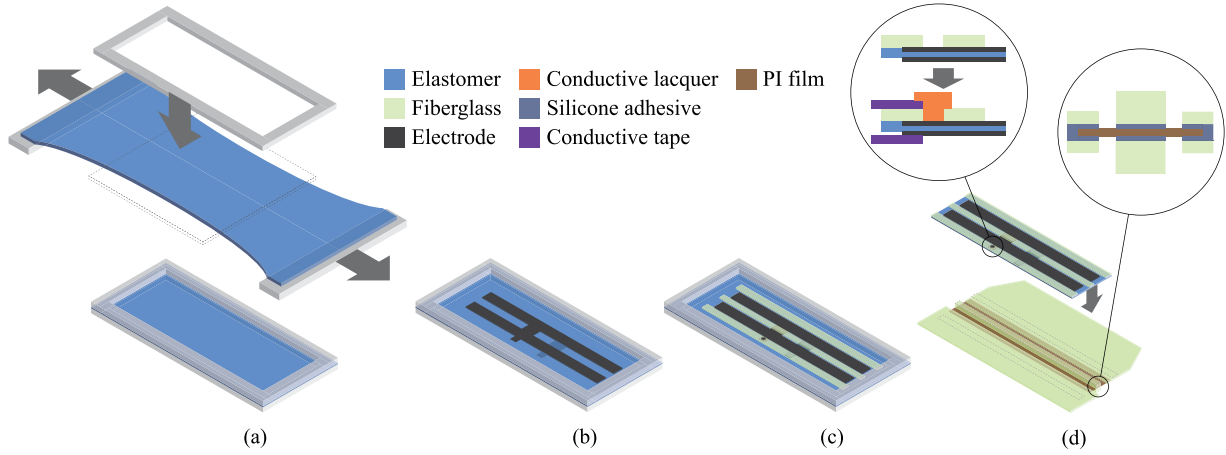 Elastomer Conductive lacquer PI film
Fiberglass Silicone adhesive
Electrode Conductive tape
(a) (b) (c) (d)